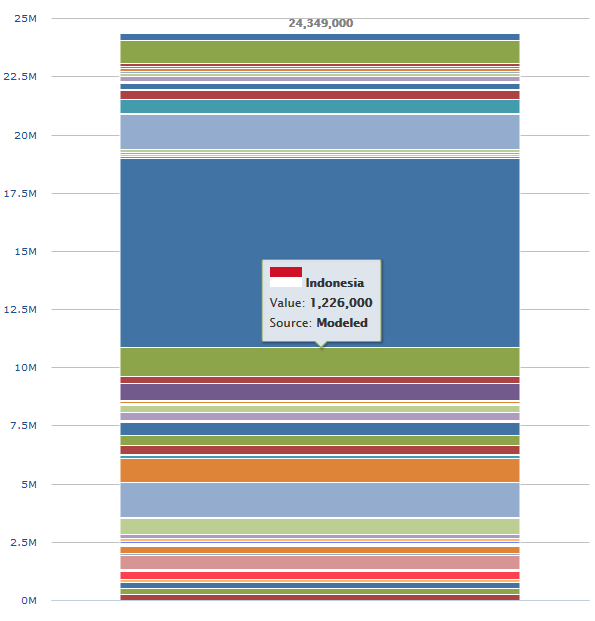 25M
24,349,000
22.5M
20M
17.5M
15M
Indonesia
Value: 1,226,000
12.5M
Source: Modeled
10M
7.5M
5M
2.5M
0M